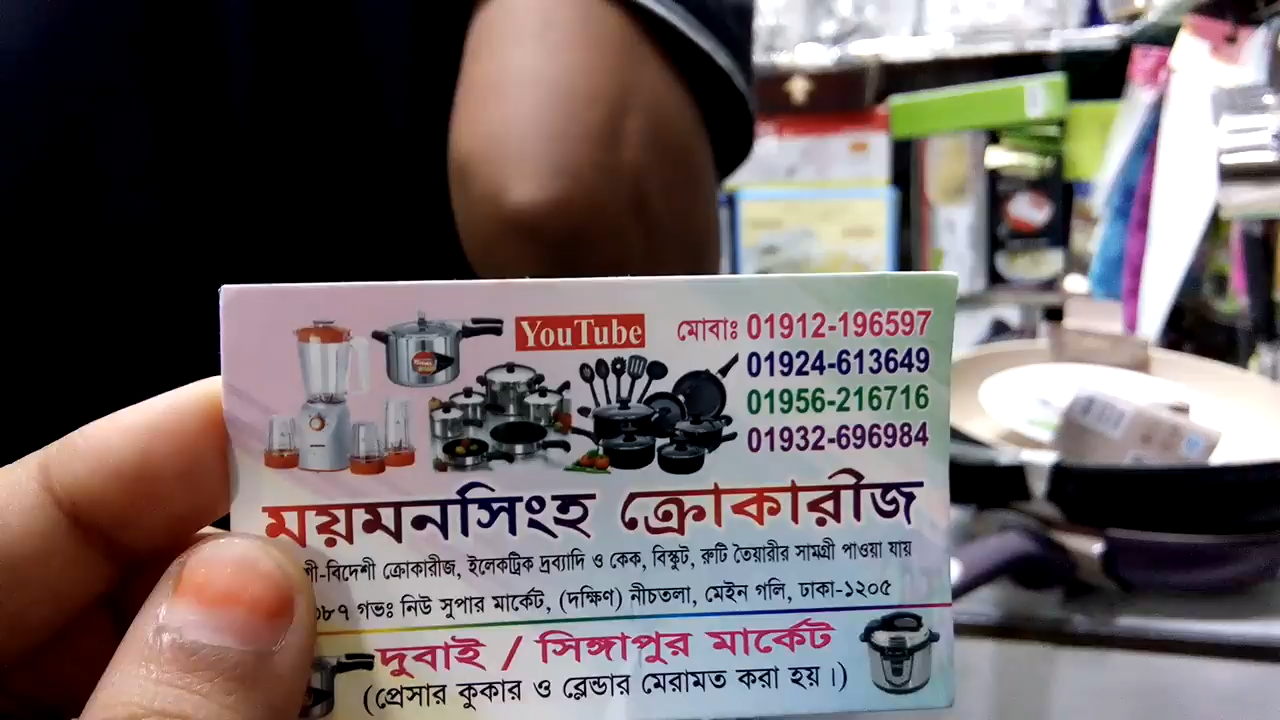 YouTube
মোবাঃ 01912-196597
01924-613649
01956-216716
01932-696984
ময়মনসিংহ ক্রোকারীজ
-বিদেশী ক্রোকারীজ, ইলেকট্রিক দ্রব্যাদি ও কেক, বিস্কুট, রুটি তৈয়ারীর সামগ্রী পাওয়া যায়
০৮৭ গভঃ নিউ সুপার মার্কেট, (দক্ষিণ) নীচতলা, মেইন গলি, ঢাকা-১২০৫
দুবাই / সিঙ্গাপুর মার্কেট
(প্রেসার কুকার ও ব্লেন্ডার মেরামত করা হয়।)